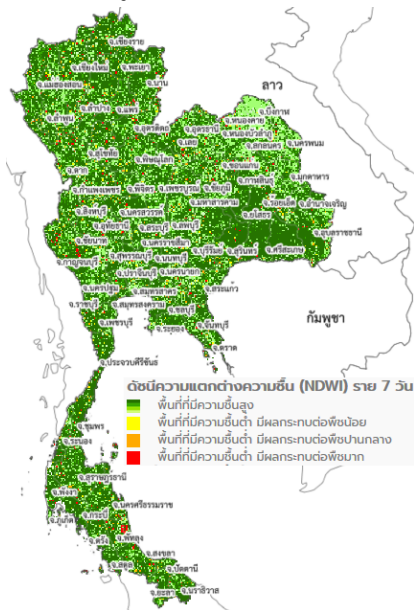 จ.เชียงราย
จ.เชียงใหม่
จ.พะเยา
จ.แม่ฮ่องสอน
จ.น่าน
ลาว
จ.ลำปาง
จ.แพร่
จ.บึงกาฬ
จ.ลำพูน
จ.อุตรดิตถ์
จ.อุดรธานี
จ.หนองคาย
จ.หนองบัวลำภู
จ.เลย
จ.สกลนคร
จ.นครพนม
จ.สุโขทัย
จ.พิษณุโลก
จ.ขอนแก่น
จ.ตาก
จ.กาฬสินธุ์
จ.มุกดาหาร
จ.กำแพงเพชร
จ.พิจิตร
จ.เพชรบูรณ์
จ.ชัยภูมิ
จ.มหาสารคาม
จ.ร้อยเอ็ด
จ.อำนาจเจริญ
จ.สิงห์บุรี
จ.นครสวรรค์
จ.ยโสธร
จ.อุทัยธานี
จ.สระบุรี
จ.ลพบุรี
จ.อุบลราชธานี
จ.ชัยนาท
จ.นครราชสีมา
จ.บุรีรัมย์
จ.สุรินทร์
จ.ศรีสะเกษ
จ.กาญจนบุรี
จ.สุพรรณบุรี
จ.นนทบุรี
จ.ปราจีนบุรี
จ.นครนายก
จ.นครปฐม
จ.สมุทรสาคร
จ.สระแก้ว
จ.ราชบุรี
จ.สมุทรสงคราม
จ.ชลบุรี
กัมพูชา
จ.เพชรบุรี
จ.ระยอง
จ.จันทบุรี
จ.ตราด
จ.ประจวบคีรีขันธ์
ดัชนีความแตกต่างความชื้น (NDWI) ราย 7 วัน
พื้นที่ที่มีความชื้นสูง
พื้นที่ที่มีความชื้นต่ำ มีผลกระทบต่อพืชน้อย
พื้นที่ที่มีความชื้นต่ำ มีผลกระทบต่อพืชปานกลาง
พื้นที่ที่มีความชื้นต่ำ มีผลกระทบต่อพืชมาก
จ.ชุมพร
จ.ระนอง
จ.สุราษฎร์ธานี
จ.พังงา
จ.นครศรีธรรมราช
จ.ภูเก็ต
จ.กระบี่
จ.ตรัง
จ.พัทลุง
จ.สงขลา
จ.สตูล
จ.ปัตตานี
จ.ยะลา
จ.นราธิวาส